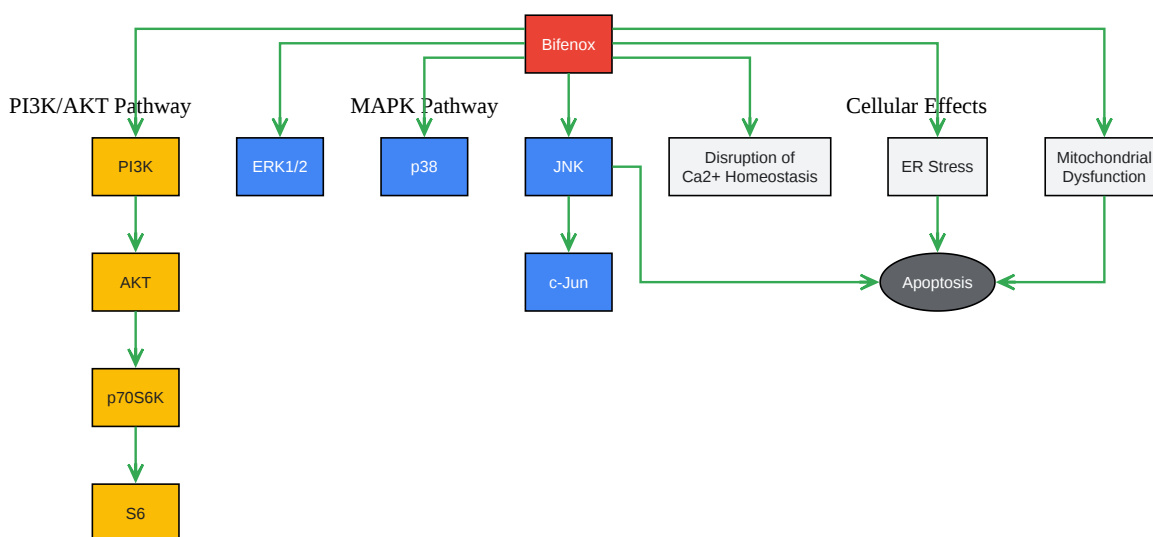 Bifenox
PI3K/AKT Pathway
MAPK Pathway
Cellular Effects
PI3K
ERK1/2
p38
JNK
Disruption of
Ca2+ Homeostasis
ER Stress
Mitochondrial
Dysfunction
AKT
c-Jun
Apoptosis
p70S6K
S6